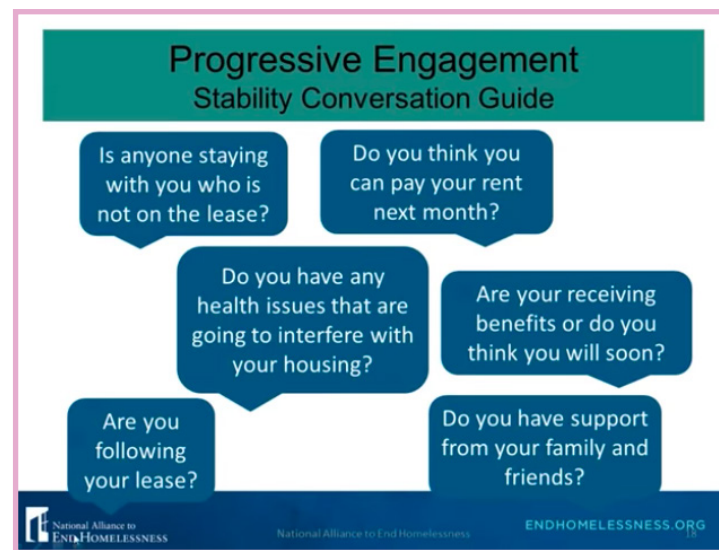 Progressive Engagement
Stability Conversation Guide
Is anyone staying
with you who is
not on the lease?
Do you think you
can pay your rent
next month?
Do you have any
health issues that are
going to interfere with
your housing?
Are your receiving
benefits or do you
think you will soon?
Are you
following
your lease?
Do you have support
from your family and
friends?
National Alliance to
END HOMELESSNESS
National Alliance to End Homelessness
ENDHOMELESSNESS.ORG
18